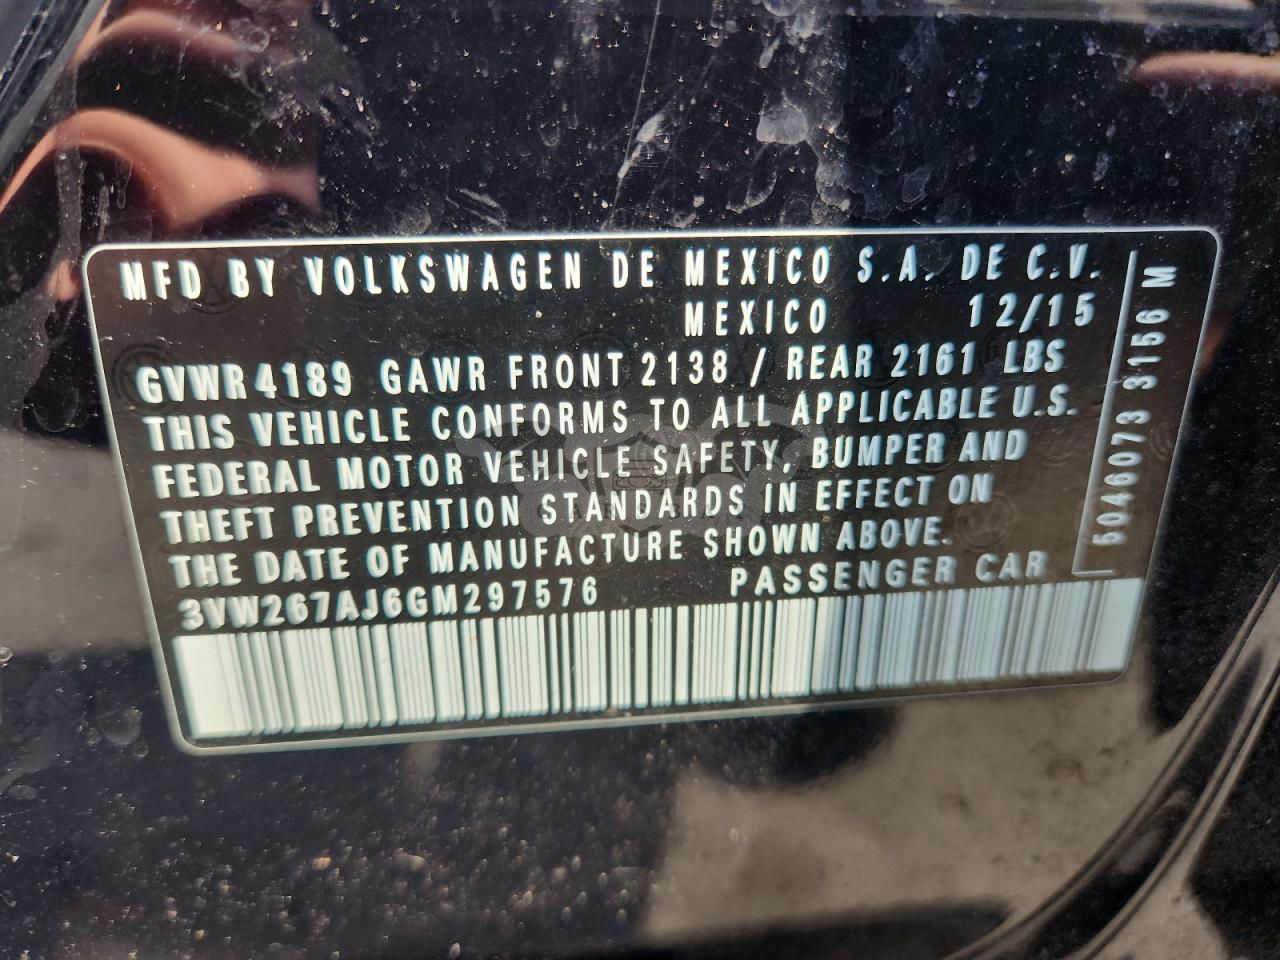 MFD BY VOLKSWAGEN DE MEXICO S.A. DE C.V.
MEXICO 12/15
GVWR 4189 GAWR FRONT 2138 / REAR 2161 LBS
THIS VEHICLE CONFORMS TO ALL APPLICABLE U.S.
FEDERAL MOTOR VEHICLE SAFETY, BUMPER AND
THEFT PREVENTION STANDARDS IN EFFECT ON
THE DATE OF MANUFACTURE SHOWN ABOVE.
3VW267AJ6GM297576 PASSENGER CAR
5046073 3156 M